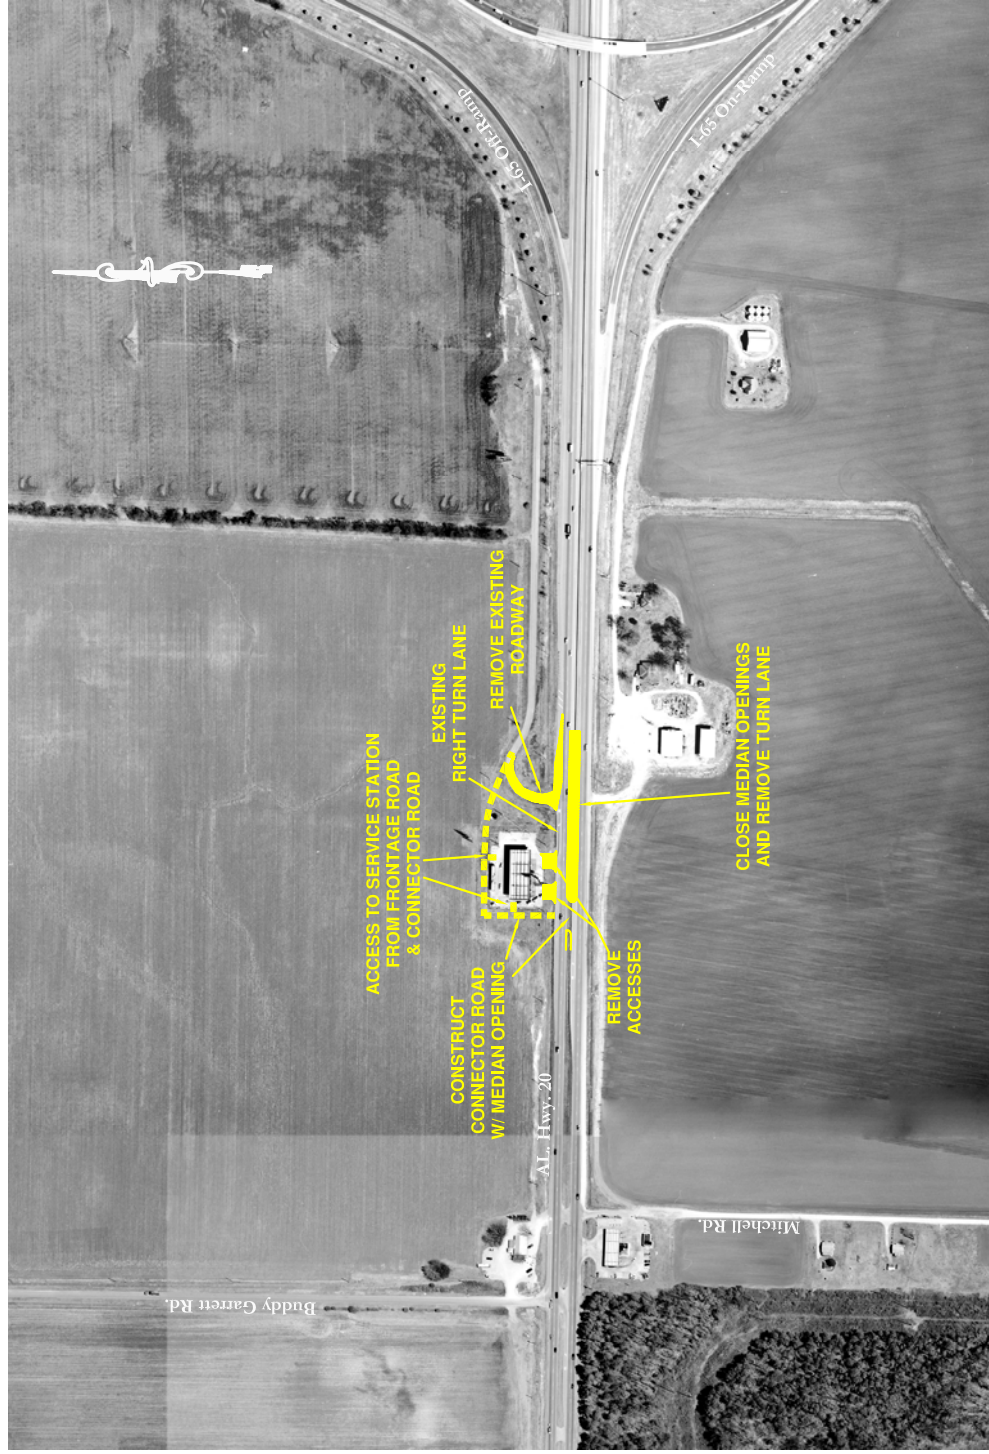 I-65 Off-Ramp
I-65 On-Ramp
ACCESS TO SERVICE STATION
FROM FRONTAGE ROAD
& CONNECTOR ROAD
EXISTING
RIGHT TURN LANE
REMOVE EXISTING
ROADWAY
CONSTRUCT
CONNECTOR ROAD
W/ MEDIAN OPENING
REMOVE
ACCESSES
CLOSE MEDIAN OPENINGS
AND REMOVE TURN LANE
AL. Hwy. 20
Buddy Garrett Rd.
Mitchell Rd.